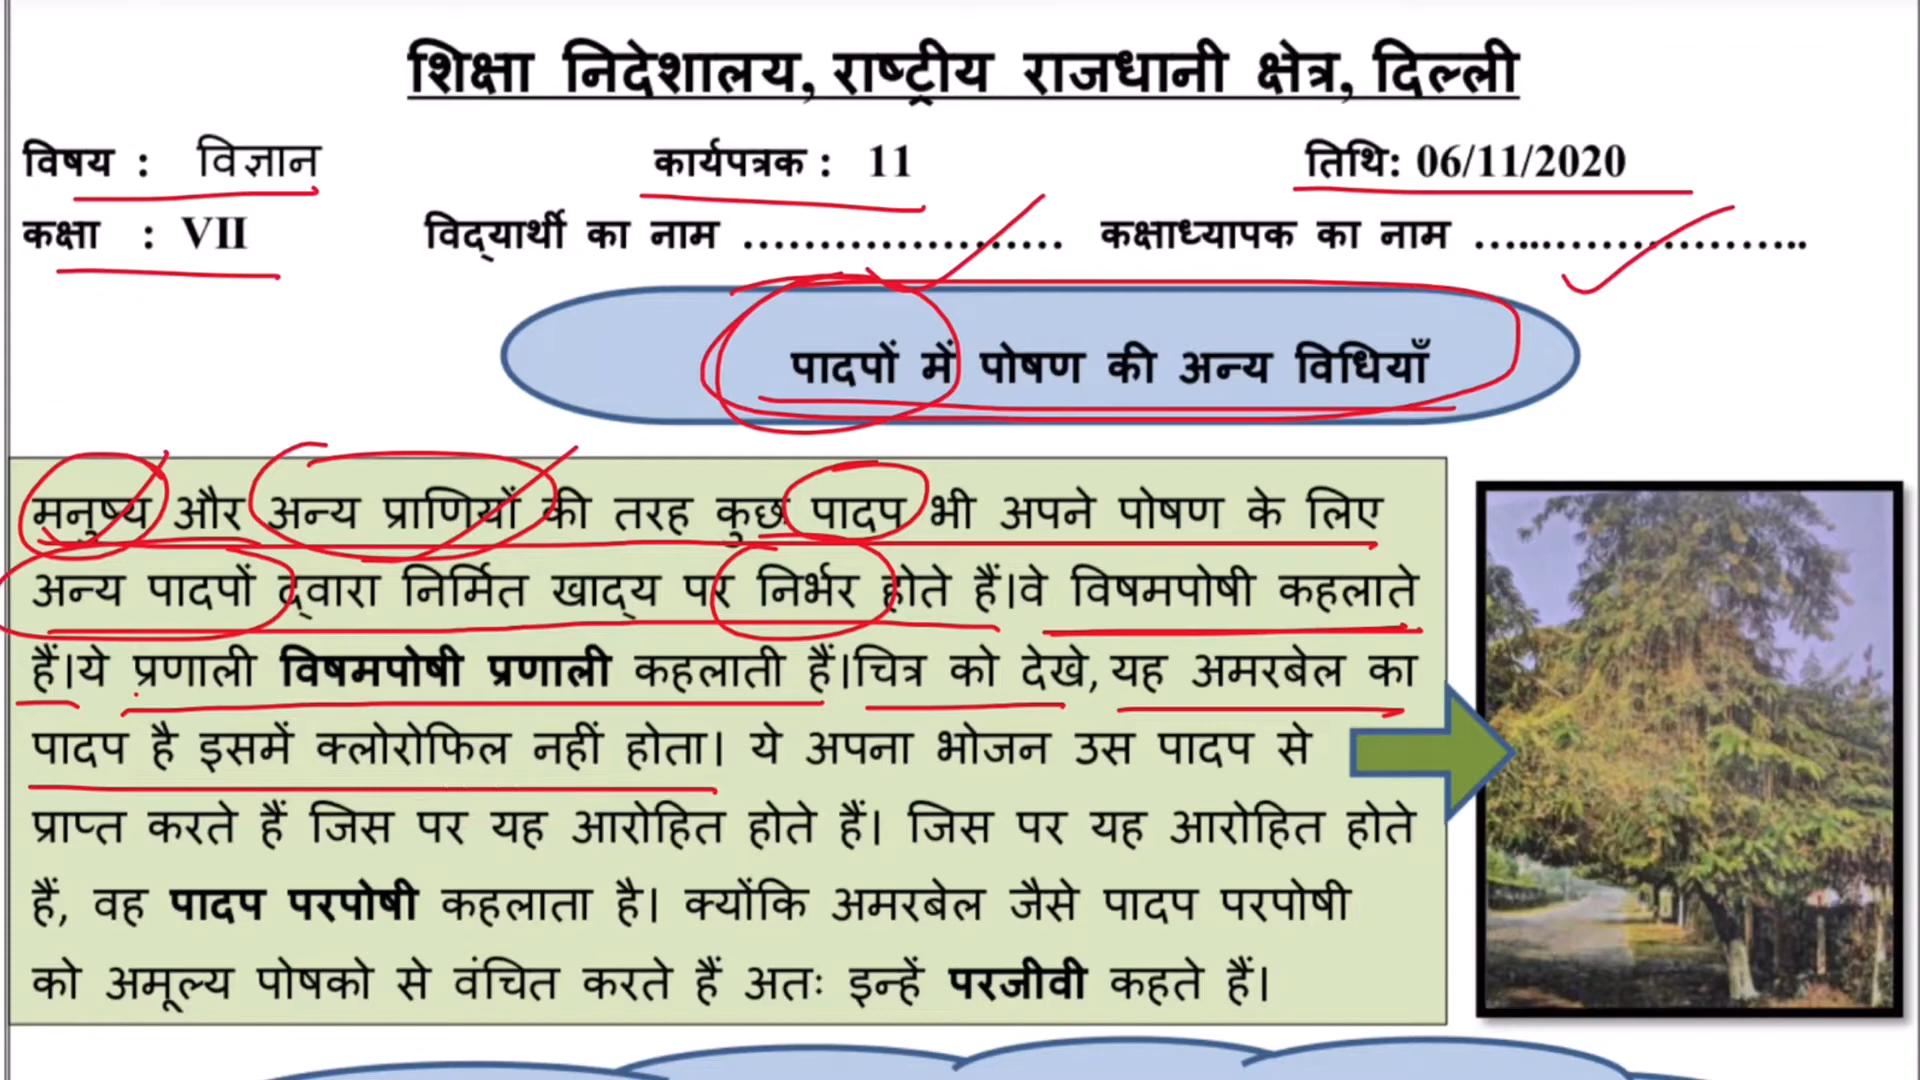 शिक्षा निदेशालय, राष्ट्रीय राजधानी क्षेत्र, दिल्ली
विषय : विज्ञान कार्यपत्रक : 11 तिथि: 06/11/2020
कक्षा : VII विद्यार्थी का नाम ..................... कक्षाध्यापक का नाम ......................
पादपों में पोषण की अन्य विधियाँ
मनुष्य और अन्य प्राणियों की तरह कुछ पादप भी अपने पोषण के लिए
अन्य पादपों द्वारा निर्मित खाद्य पर निर्भर होते हैं।वे विषमपोषी कहलाते
हैं।ये प्रणाली विषमपोषी प्रणाली कहलाती हैं।चित्र को देखे, यह अमरबेल का
पादप है इसमें क्लोरोफिल नहीं होता। ये अपना भोजन उस पादप से
प्राप्त करते हैं जिस पर यह आरोहित होते हैं। जिस पर यह आरोहित होते
हैं, वह पादप परपोषी कहलाता है। क्योंकि अमरबेल जैसे पादप परपोषी
को अमूल्य पोषको से वंचित करते हैं अतः इन्हें परजीवी कहते हैं।